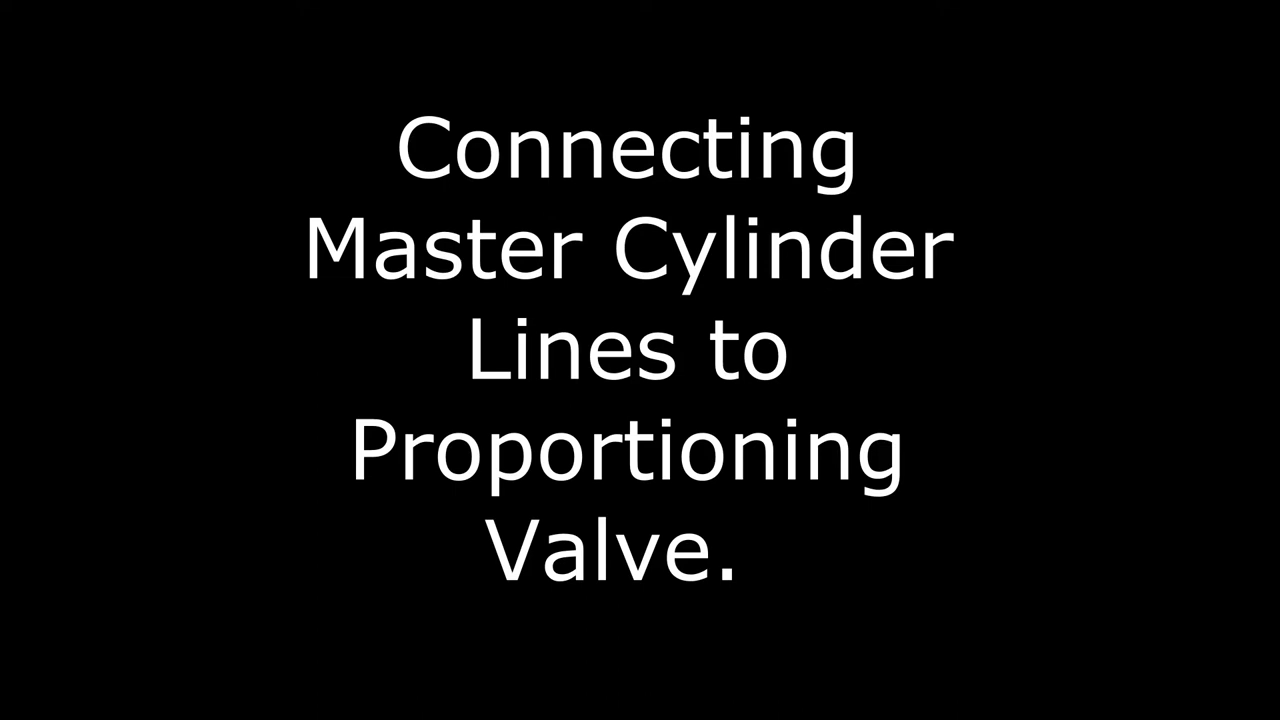 Connecting
Master Cylinder
Lines to
Proportioning
Valve.